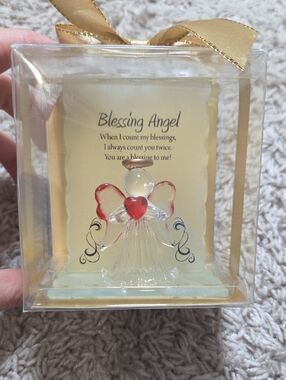 Blessing Angel
When I count my blessings,
I always count you twice.
You are a blessing to me!